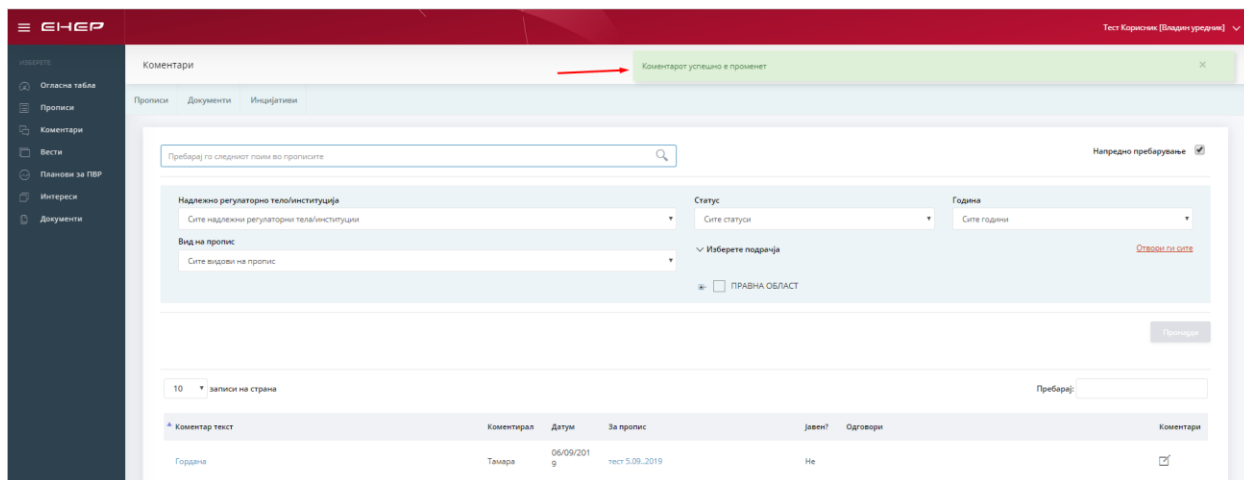 ЕНЕР
Тест Корисник [Владин уредник]
ИЗБЕРЕТЕ
Огласна табла
Прописи
Коментари
Вести
Планови за ПВР
Интереси
Документи
Коментари
Коментарот успешно е променет
Прописи Документи Инцијативи
Пребарај го следниот поим во прописите
Напредно пребарување
Надлежно регулаторно тело/институција
Сите надлежни регулаторни тела/институции
Статус
Сите статуси
Година
Сите години
Вид на пропис
Сите видови на пропис
Изберете подрачја
Отвори ги сите
ПРАВНА ОБЛАСТ
Пронајди
10 записи на страна
Пребарај:
Коментар текст Коментирал Датум За пропис Јавен? Одговори Коментари
Гордана Тамара 06/09/201
9 тест 5.09..2019 Не